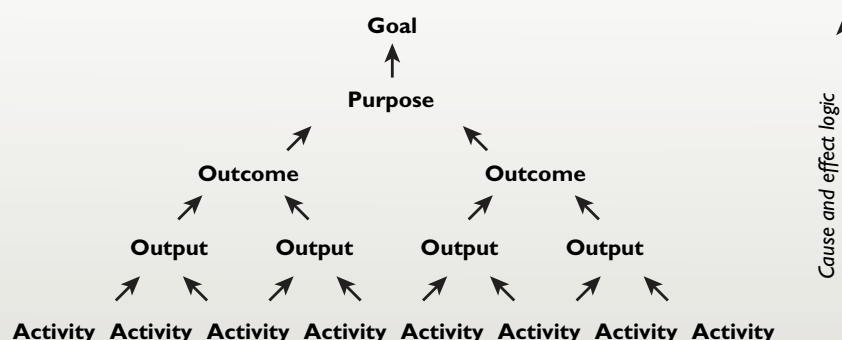 Goal
Purpose
Outcome Outcome
Output Output Output Output
Activity Activity Activity Activity Activity Activity Activity Activity
Cause and effect logic